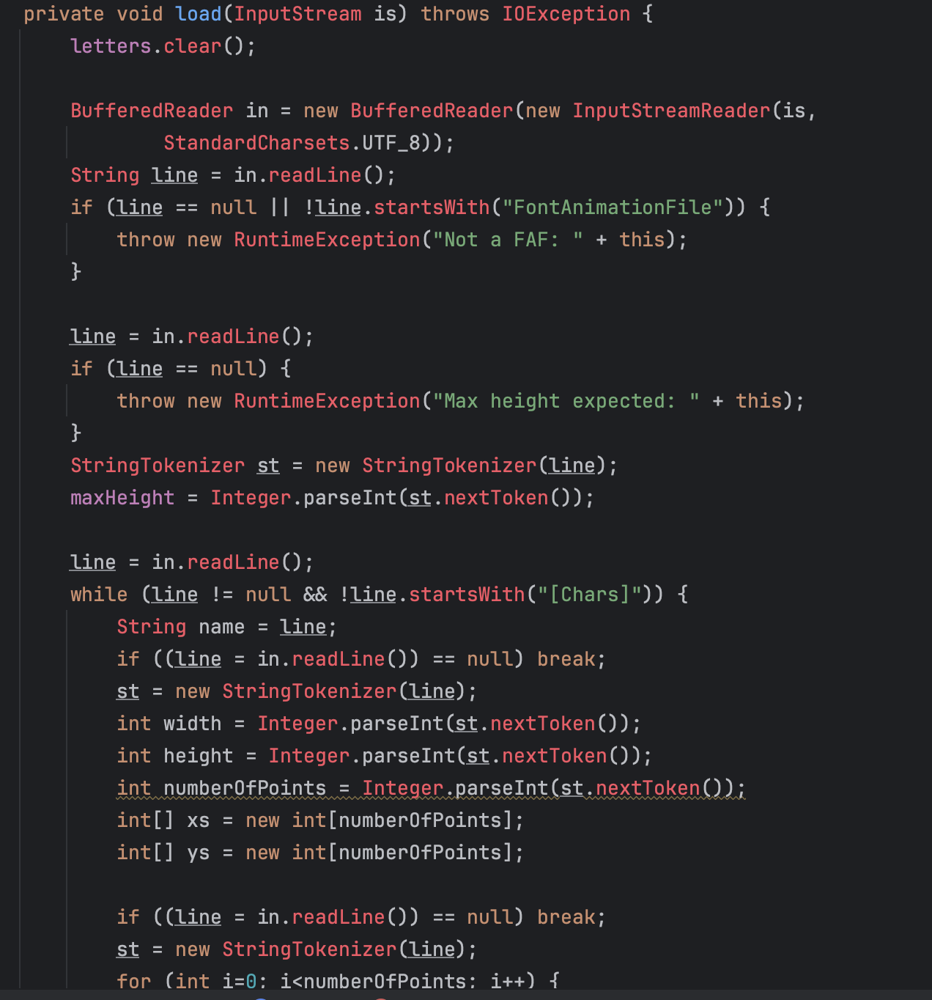 private void load(InputStream is) throws IOException {
    letters.clear();

    BufferedReader in = new BufferedReader(new InputStreamReader(is,
            StandardCharsets.UTF_8));
    String line = in.readLine();
    if (line == null || !line.startsWith("FontAnimationFile")) {
        throw new RuntimeException("Not a FAF: " + this);
    }

    line = in.readLine();
    if (line == null) {
        throw new RuntimeException("Max height expected: " + this);
    }
    StringTokenizer st = new StringTokenizer(line);
    maxHeight = Integer.parseInt(st.nextToken());

    line = in.readLine();
    while (line != null && !line.startsWith("[Chars]")) {
        String name = line;
        if ((line = in.readLine()) == null) break;
        st = new StringTokenizer(line);
        int width = Integer.parseInt(st.nextToken());
        int height = Integer.parseInt(st.nextToken());
        int numberOfPoints = Integer.parseInt(st.nextToken());
        int[] xs = new int[numberOfPoints];
        int[] ys = new int[numberOfPoints];

        if ((line = in.readLine()) == null) break;
        st = new StringTokenizer(line);
        for (int i=0; i<numberOfPoints; i++) {